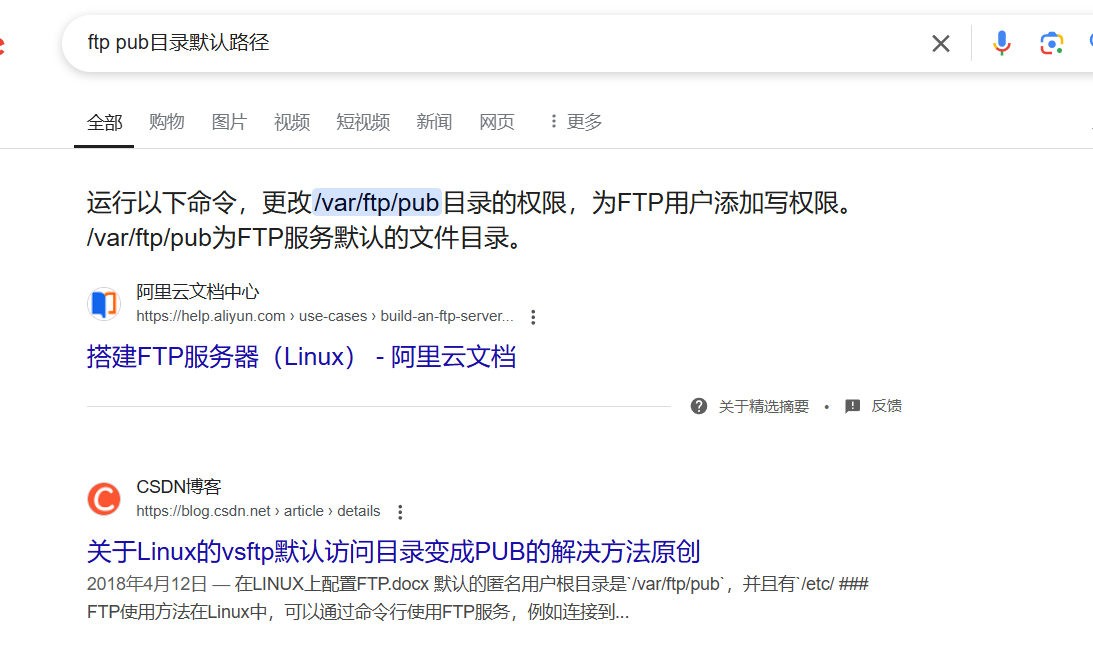 ftp pub目录默认路径
全部 购物 图片 视频 短视频 新闻 网页 更多
运行以下命令，更改/var/ftp/pub目录的权限，为FTP用户添加写权限。
/var/ftp/pub为FTP服务默认的文件目录。
阿里云文档中心
https://help.aliyun.com › use-cases › build-an-ftp-server...
搭建FTP服务器（Linux） - 阿里云文档
关于精选摘要 • 反馈
CSDN博客
https://blog.csdn.net › article › details
关于Linux的vsftp默认访问目录变成PUB的解决方法原创
2018年4月12日 — 在LINUX上配置FTP.docx 默认的匿名用户根目录是`/var/ftp/pub`，并且有`/etc/ ###
FTP使用方法在Linux中，可以通过命令行使用FTP服务，例如连接到...